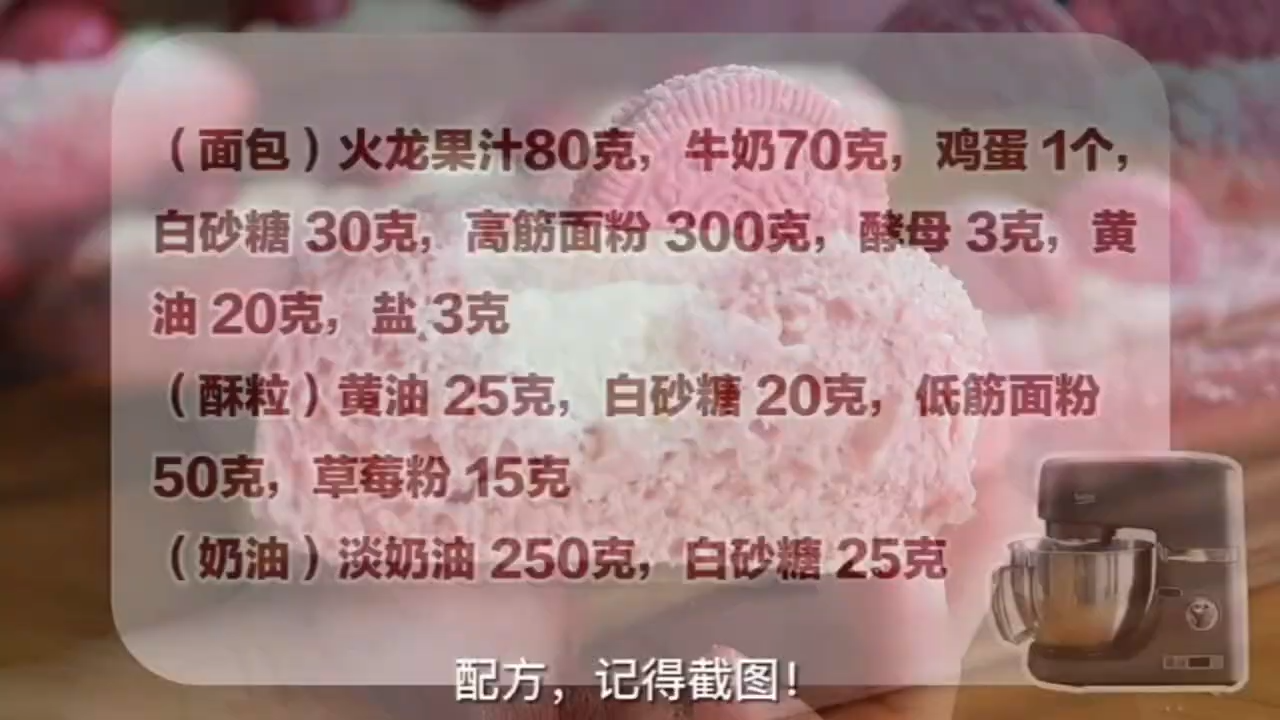 （面包）火龙果汁80克，牛奶70克，鸡蛋 1个，
白砂糖 30克，高筋面粉 300克，酵母 3克，黄
油 20克，盐 3克
（酥粒）黄油 25克，白砂糖 20克，低筋面粉
50克，草莓粉 15克
（奶油）淡奶油 250克，白砂糖 25克
配方，记得截图！